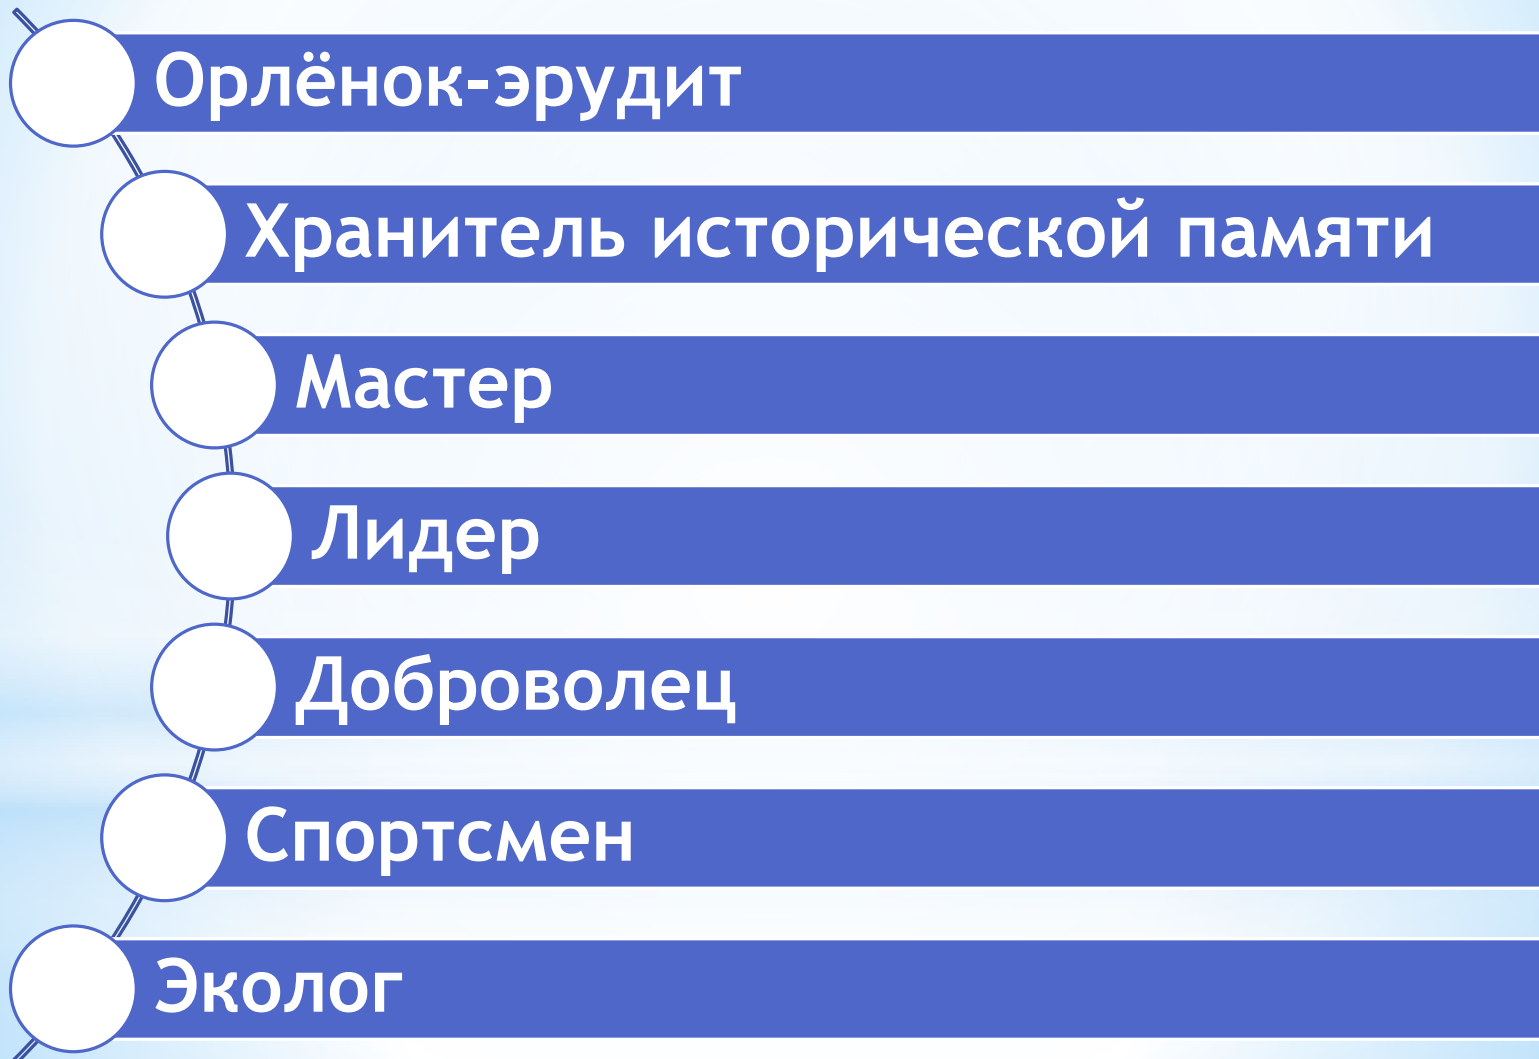 Орлёнок-эрудит
Хранитель исторической памяти
Мастер
Лидер
Доброволец
Спортсмен
Эколог